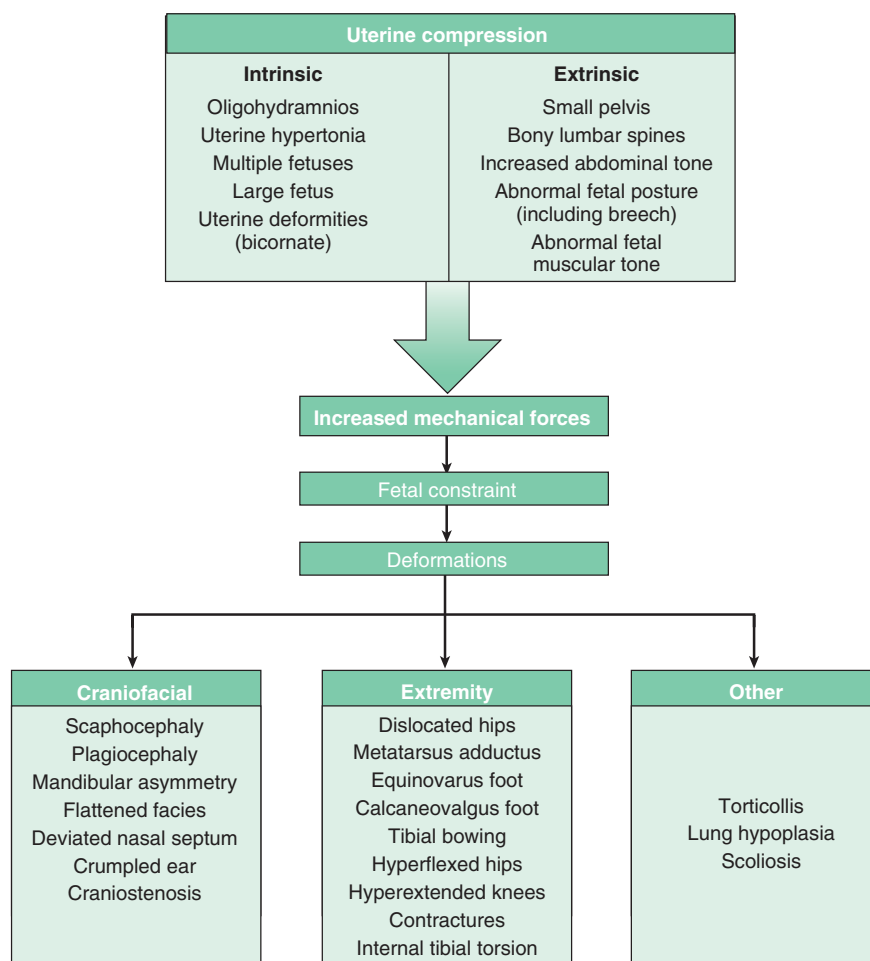 Uterine compression
Intrinsic
Oligohydramnios
Uterine hypertonia
Multiple fetuses
Large fetus
Uterine deformities
(bicornate)
Extrinsic
Small pelvis
Bony lumbar spines
Increased abdominal tone
Abnormal fetal posture
(including breech)
Abnormal fetal
muscular tone
Increased mechanical forces
Fetal constraint
Deformations
Craniofacial
Scaphocephaly
Plagiocephaly
Mandibular asymmetry
Flattened facies
Deviated nasal septum
Crumpled ear
Craniostenosis
Extremity
Dislocated hips
Metatarsus adductus
Equinovarus foot
Calcaneovalgus foot
Tibial bowing
Hyperflexed hips
Hyperextended knees
Contractures
Internal tibial torsion
Other
Torticollis
Lung hypoplasia
Scoliosis